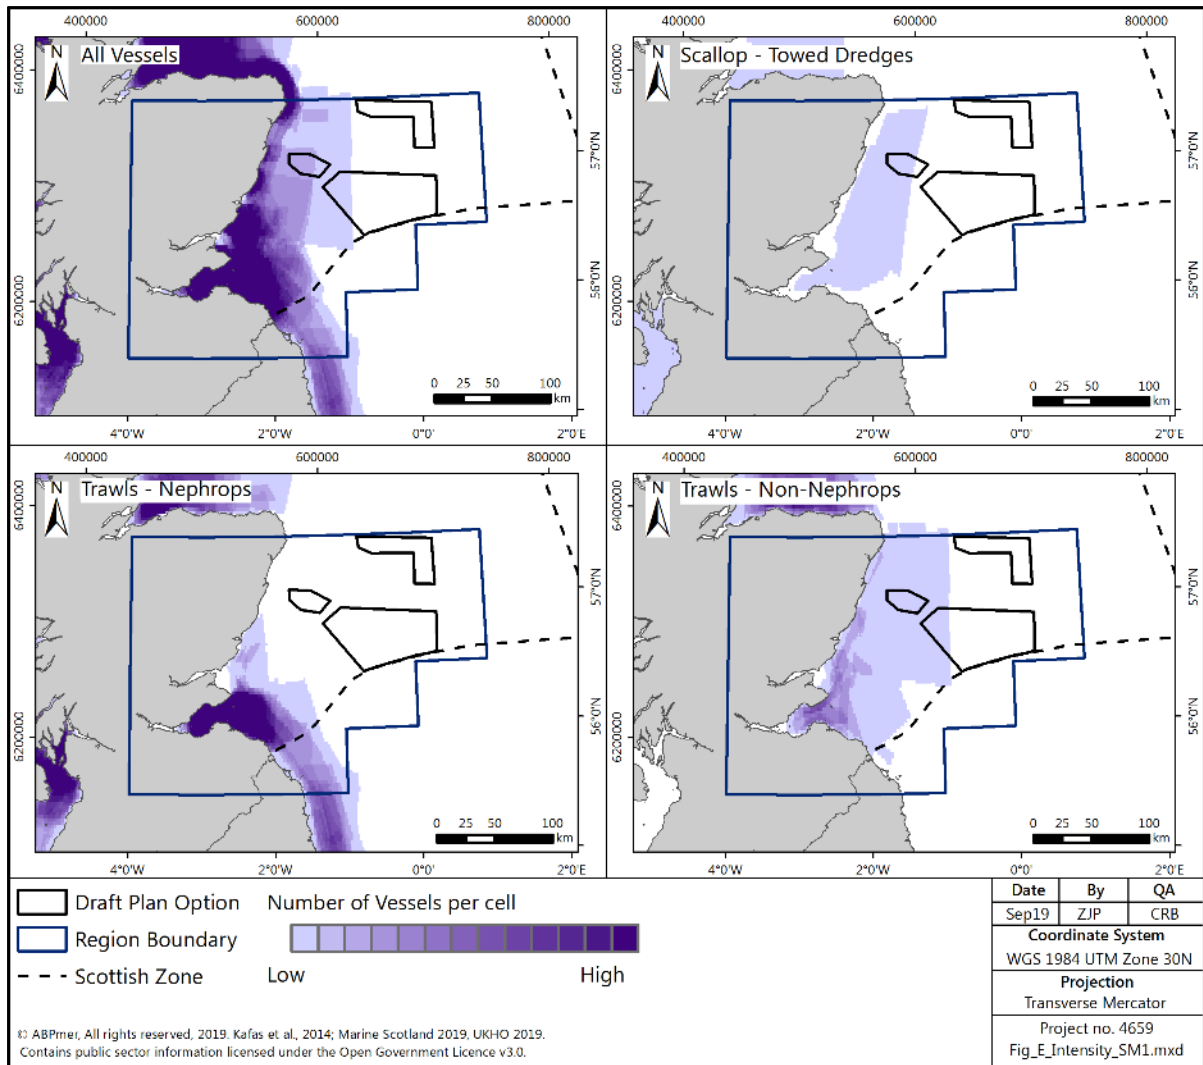 400000 600000 800000
600000 800000
All Vessels
N
6400000
6200000
57°0'N
56°0'N
0 25 50 100
km
4°0'W 2°0'W 0°0' 2°0'E
Scallop - Towed Dredges
N
6400000
6200000
57°0'N
56°0'N
0 25 50 100
km
4°0'W 2°0'W 0°0' 2°0'E
400000 600000 800000
400000 600000 800000
Trawls - Nephrops
N
6400000
6200000
57°0'N
56°0'N
0 25 50 100
km
4°0'W 2°0'W 0°0' 2°0'E
Trawls - Non-Nephrops
N
6400000
6200000
57°0'N
56°0'N
0 25 50 100
km
4°0'W 2°0'W 0°0' 2°0'E
Draft Plan Option
Region Boundary
Scottish Zone
Number of Vessels per cell
Low High
Date By QA
Sep19 ZJP CRB
Coordinate System
WGS 1984 UTM Zone 30N
Projection
Transverse Mercator
Project no. 4659
Fig_E_Intensity_SM1.mxd
© ABPmer, All rights reserved, 2019. Kafas et al., 2014; Marine Scotland 2019, UKHO 2019.
Contains public sector information licensed under the Open Government Licence v3.0.